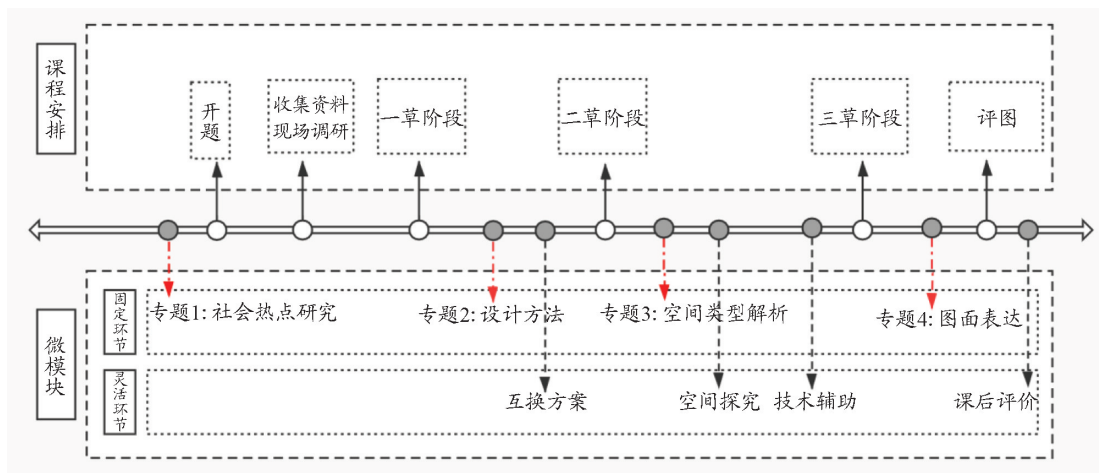 课程安排
开题
收集资料
现场调研
一草阶段
二草阶段
三草阶段
评图
微模块
固定环节
专题1: 社会热点研究
专题2: 设计方法
专题3: 空间类型解析
专题4: 图面表达
灵活环节
互换方案
空间探究
技术辅助
课后评价